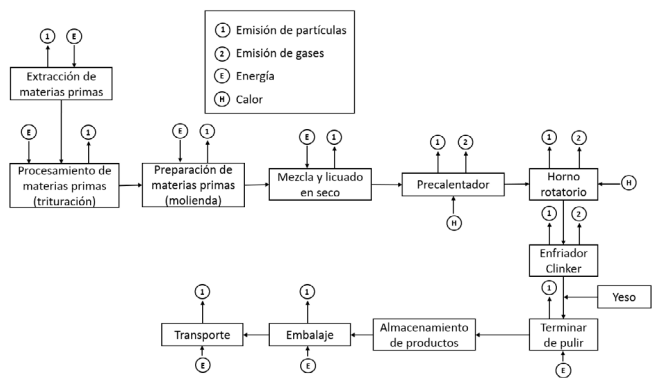 1 Emisión de partículas
2 Emisión de gases
E Energía
H Calor
1 E
Extracción de
materias primas
E 1
Procesamiento de
materias primas
(trituración)
E 1
Preparación de
materias primas
(molienda)
E 1
Mezcla y licuado
en seco
1 2
Precalentador
H
1 2
Horno
rotatorio
H
1 2
Enfriador
Clinker
Yeso
1
Terminar
de pulir
E
Almacenamiento
de productos
1
Embalaje
E
1
Transporte
E